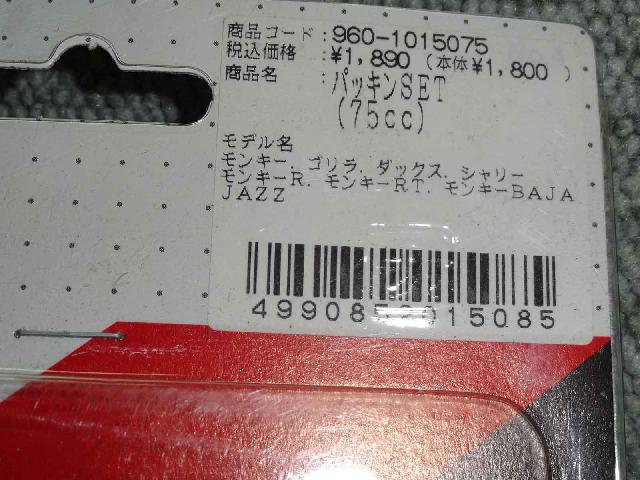 商品コード:960-1015075
税込価格 :¥1,890(本体¥1,800 )
商品名 :パッキンSET
(75cc)
モデル名
モンキー．ゴリラ．ダックス．シャリー
モンキーR．モンキーRT．モンキーBAJA
JAZZ